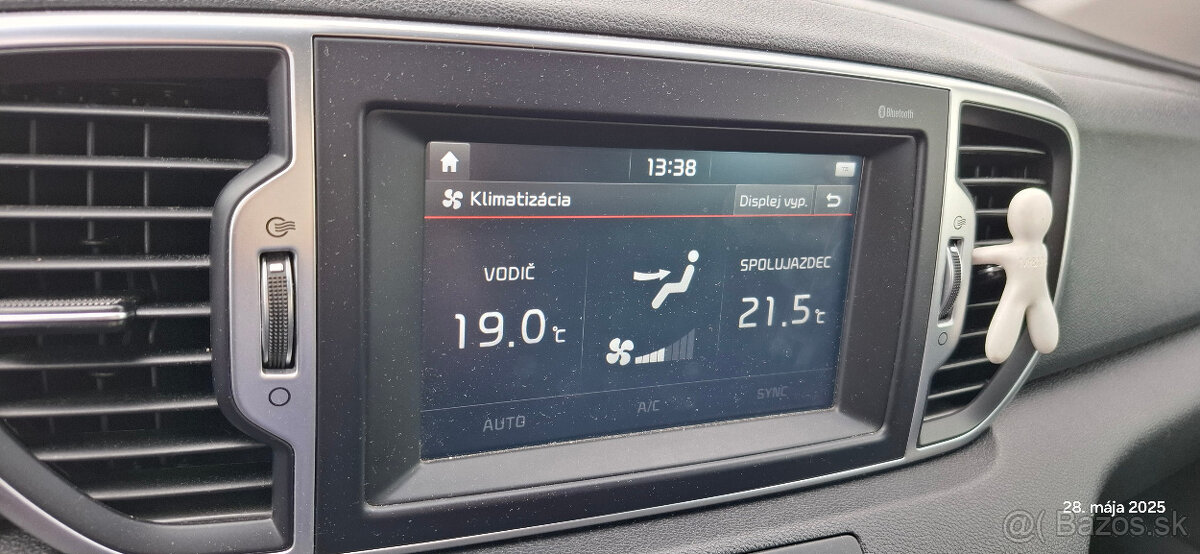 Bluetooth
13:38
Klimatizácia
Displej vyp.
VODIČ
SPOLUJAZDEC
19.0 °C
21.5 °C
AUTO
A/C
SYNC
28. mája 2025
@( Bazos.sk